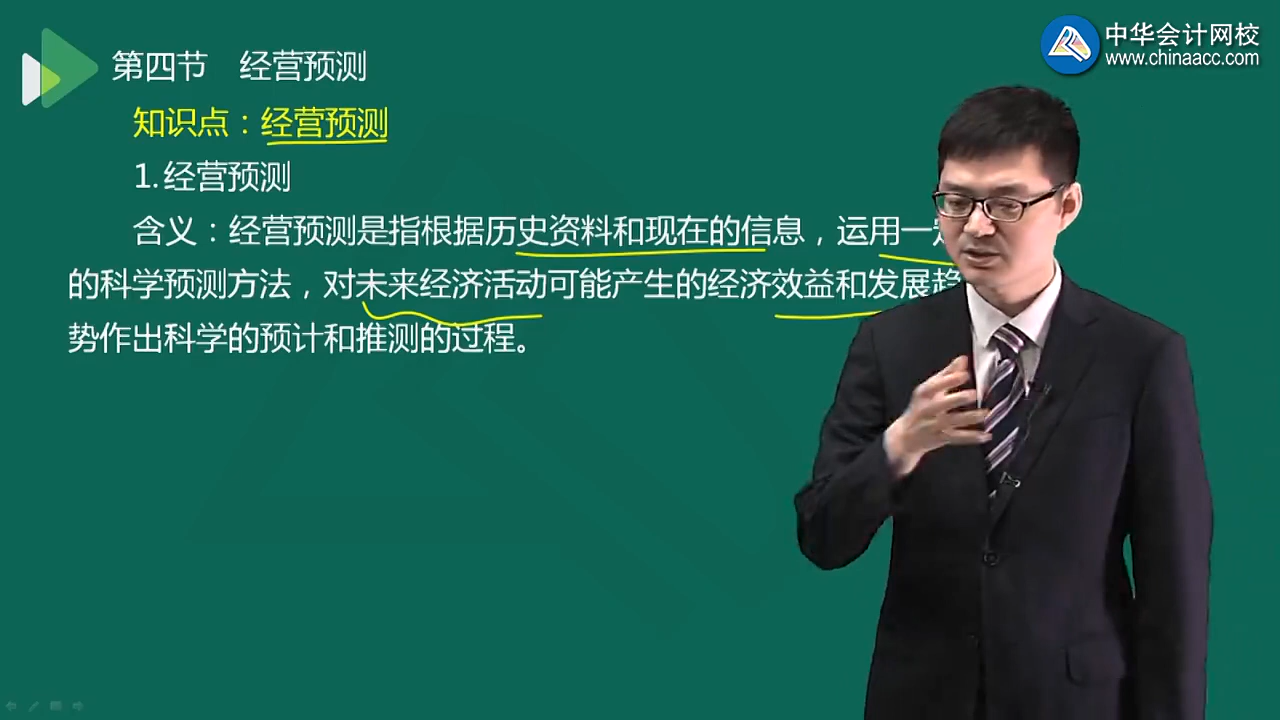 中华会计网校
www.chinaacc.com
第四节 经营预测
知识点：经营预测
1.经营预测
含义：经营预测是指根据历史资料和现在的信息，运用一
的科学预测方法，对未来经济活动可能产生的经济效益和发展趋
势作出科学的预计和推测的过程。